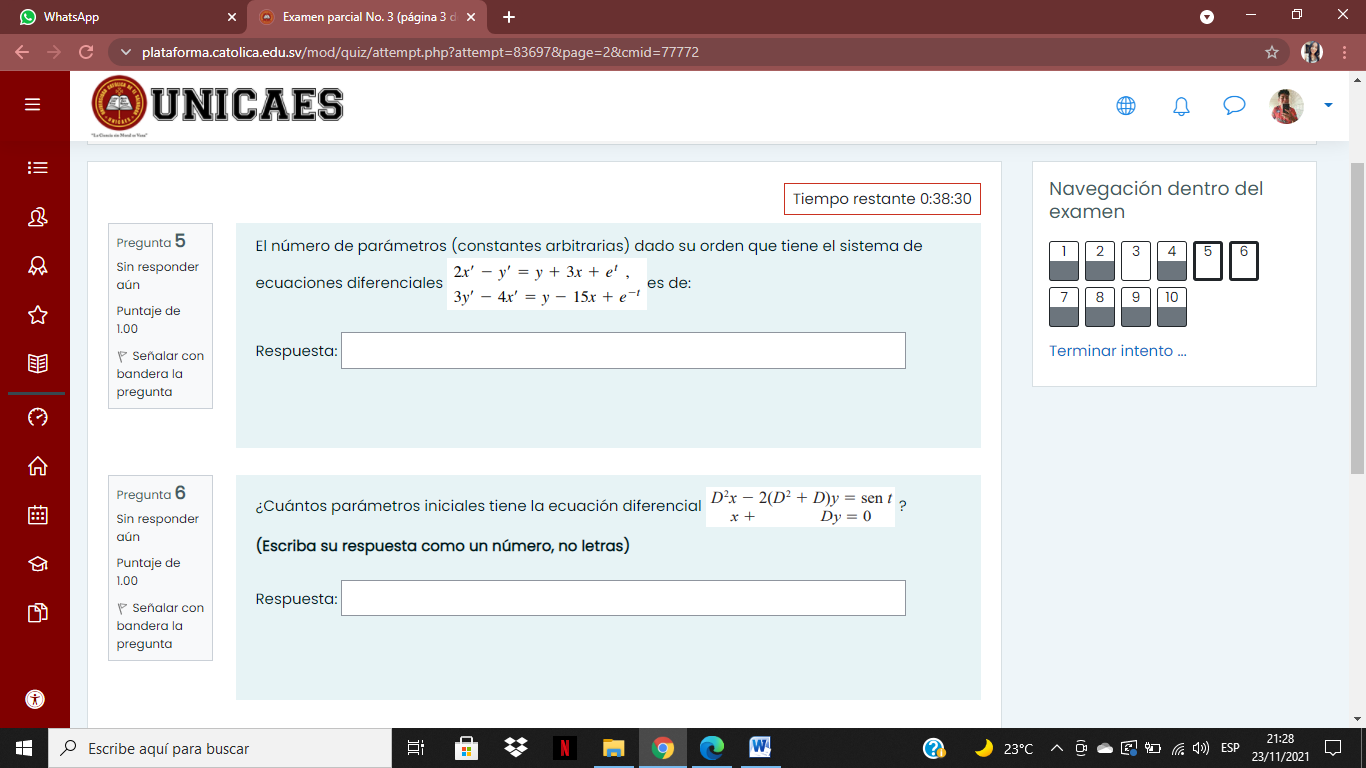 WhatsApp
Examen parcial No. 3 (página 3 d
plataforma.catolica.edu.sv/mod/quiz/attempt.php?attempt=83697&page=2&cmid=77772
UNICAES
Tiempo restante 0:38:30
Pregunta 5
Sin responder
aún
Puntaje de
1.00
Señalar con
bandera la
pregunta
El número de parámetros (constantes arbitrarias) dado su orden que tiene el sistema de
ecuaciones diferenciales 2x′ − y′ = y + 3x + e^t , es de:
3y′ − 4x′ = y − 15x + e^−t
Respuesta:
Pregunta 6
Sin responder
aún
Puntaje de
1.00
Señalar con
bandera la
pregunta
¿Cuántos parámetros iniciales tiene la ecuación diferencial D²x − 2(D² + D)y = sen t ?
x + Dy = 0
(Escriba su respuesta como un número, no letras)
Respuesta:
Navegación dentro del
examen
1 2 3 4 5 6
7 8 9 10
Terminar intento ...
Escribe aquí para buscar
23°C
ESP
21:28
23/11/2021